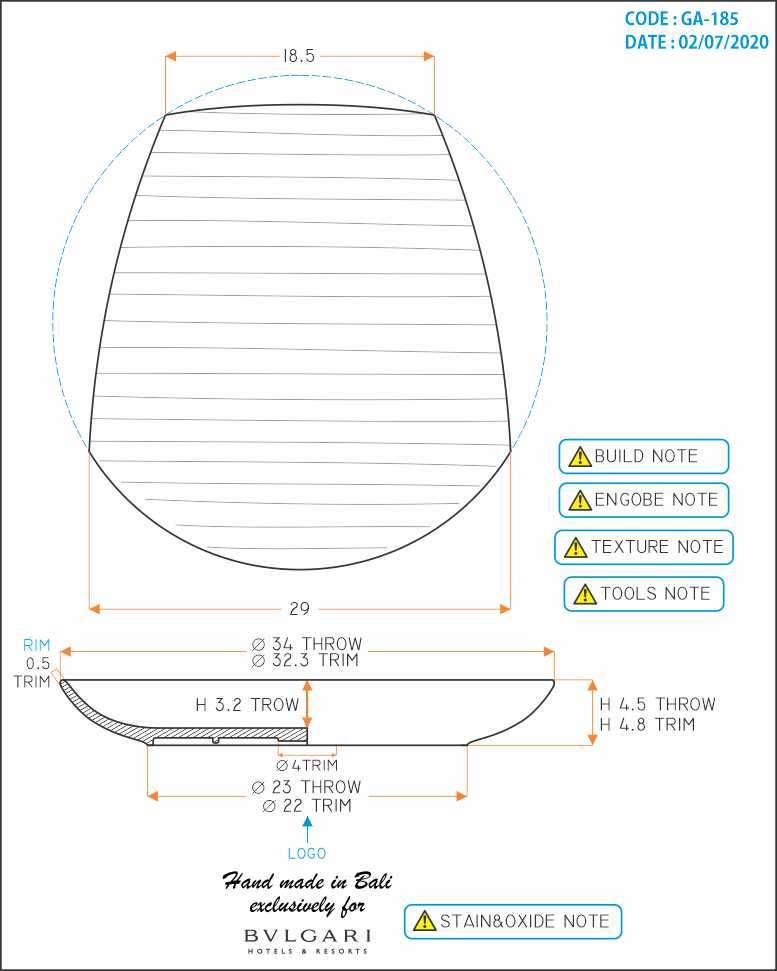 CODE : GA-185
DATE : 02/07/2020
18.5
BUILD NOTE
ENGOBE NOTE
TEXTURE NOTE
TOOLS NOTE
29
RIM
0.5
TRIM
Ø 34 THROW
Ø 32.3 TRIM
H 3.2 TROW
H 4.5 THROW
H 4.8 TRIM
Ø 4TRIM
Ø 23 THROW
Ø 22 TRIM
LOGO
Hand made in Bali
exclusively for
BVLGARI
HOTELS & RESORTS
STAIN&OXIDE NOTE